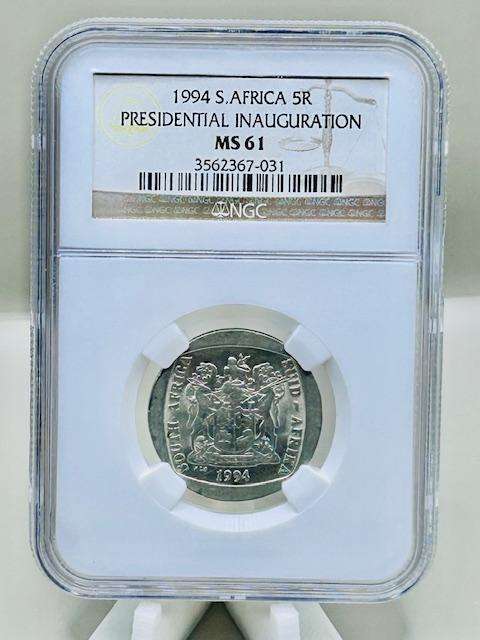 1994 S.AFRICA 5R
PRESIDENTIAL INAUGURATION
MS 61
3562367-031
NGC
SOUTH AFRICA
SUID-AFRIKA
1994